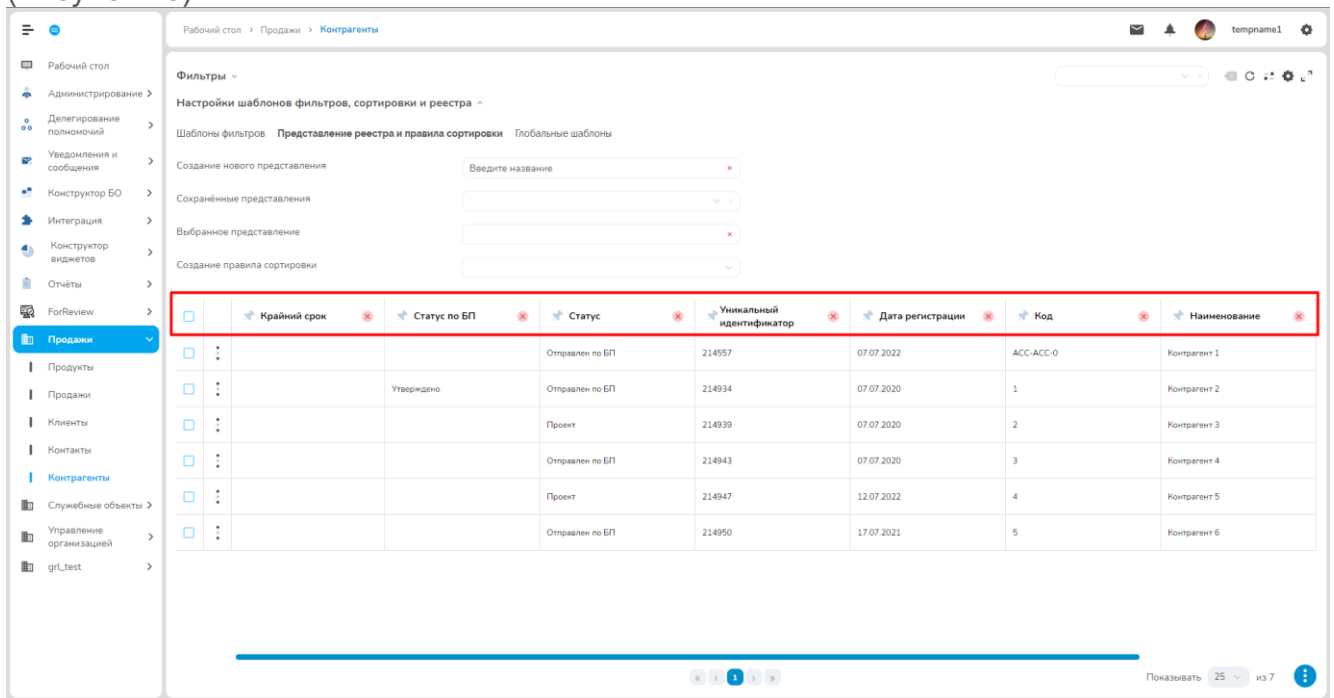 Рабочий стол > Продажи > Контрагенты
tempname1
Рабочий стол
Администрирование
Делегирование
полномочий
Уведомления и
сообщения
Конструктор БО
Интеграция
Конструктор
виджетов
Отчёты
ForReview
Продажи
Продукты
Продажи
Клиенты
Контакты
Контрагенты
Служебные объекты
Управление
организацией
grl_test
Фильтры
Настройки шаблонов фильтров, сортировки и реестра
Шаблоны фильтров Представление реестра и правила сортировки Глобальные шаблоны
Создание нового представления Введите название
Сохранённые представления
Выбранное представление
Создание правила сортировки
Крайний срок Статус по БП Статус Уникальный идентификатор Дата регистрации Код Наименование
Отправлен по БП 214557 07.07.2022 ACC-ACC-0 Контрагент 1
Утверждено Отправлен по БП 214934 07.07.2020 1 Контрагент 2
Проект 214939 07.07.2020 2 Контрагент 3
Отправлен по БП 214943 07.07.2020 3 Контрагент 4
Проект 214947 12.07.2022 4 Контрагент 5
Отправлен по БП 214950 17.07.2021 5 Контрагент 6
« ‹ 1 › »
Показывать 25 из 7